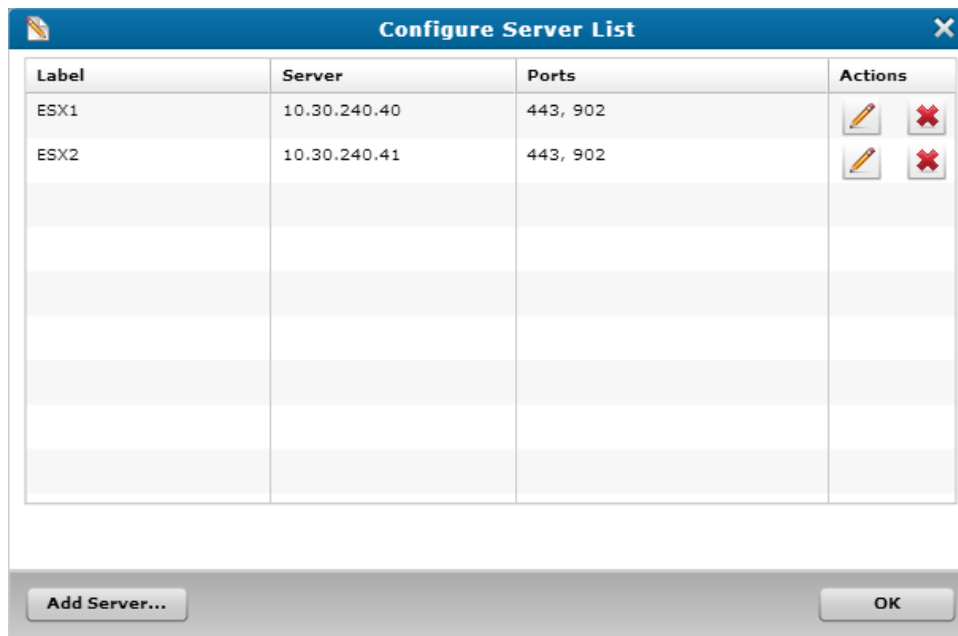 Configure Server List
Label Server Ports Actions
ESX1 10.30.240.40 443, 902
ESX2 10.30.240.41 443, 902
Add Server... OK